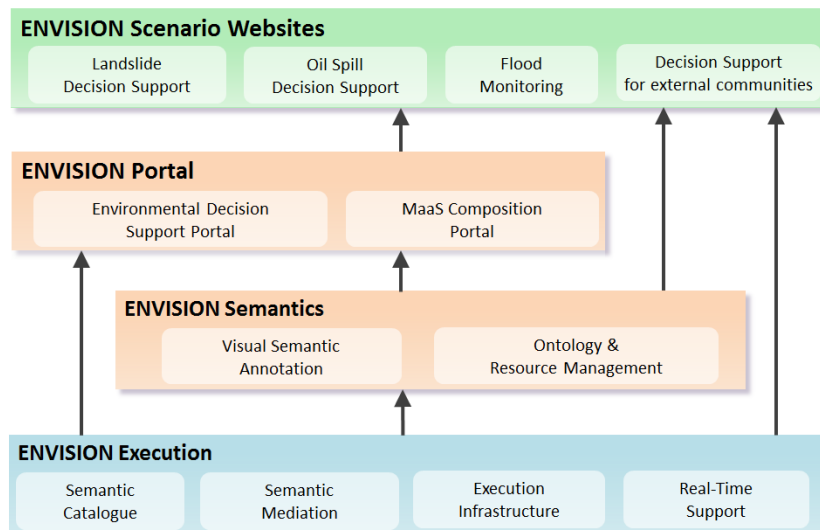 ENVISION Scenario Websites
Landslide
Decision Support
Oil Spill
Decision Support
Flood
Monitoring
Decision Support
for external communities
ENVISION Portal
Environmental Decision
Support Portal
MaaS Composition
Portal
ENVISION Semantics
Visual Semantic
Annotation
Ontology &
Resource Management
ENVISION Execution
Semantic
Catalogue
Semantic
Mediation
Execution
Infrastructure
Real-Time
Support